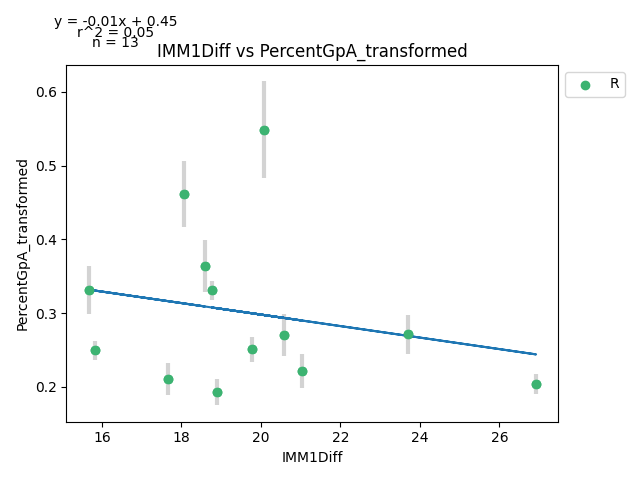 y = -0.01x + 0.45
r^2 = 0.05
n = 13
IMM1Diff vs PercentGpA_transformed
R
0.6
0.5
0.4
0.3
0.2
PercentGpA_transformed
16 18 20 22 24 26
IMM1Diff